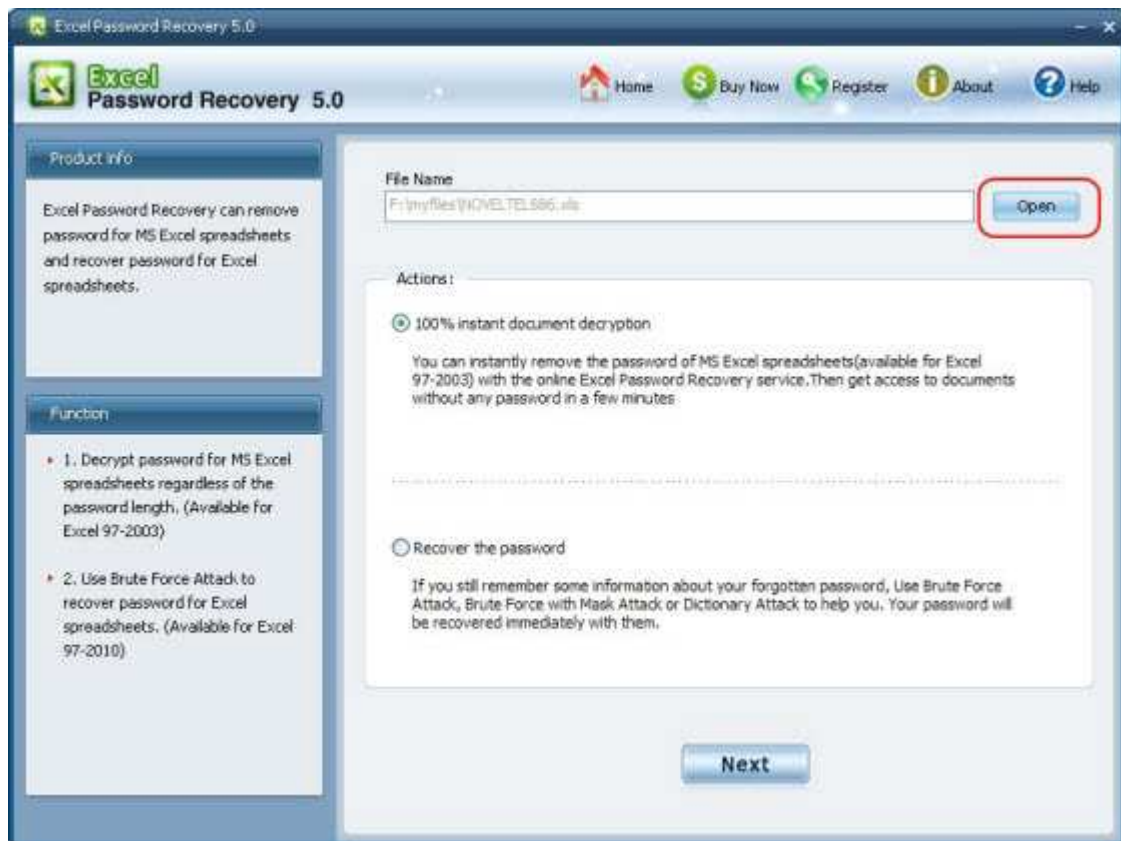 Excel Password Recovery 5.0
Excel
Password Recovery 5.0
Home
Buy Now
Register
About
Help
Product info
Excel Password Recovery can remove
password for MS Excel spreadsheets
and recover password for Excel
spreadsheets.
Function
1. Decrypt password for MS Excel
spreadsheets regardless of the
password length. (Available for
Excel 97-2003)
2. Use Brute Force Attack to
recover password for Excel
spreadsheets. (Available for Excel
97-2010)
File Name
F:\myfiles\NOVELTEL586.xls
Open
Actions:
100% instant document decryption
You can instantly remove the password of MS Excel spreadsheets(available for Excel
97-2003) with the online Excel Password Recovery service.Then get access to documents
without any password in a few minutes
Recover the password
If you still remember some information about your forgotten password, Use Brute Force
Attack, Brute Force with Mask Attack or Dictionary Attack to help you. Your password will
be recovered immediately with them.
Next